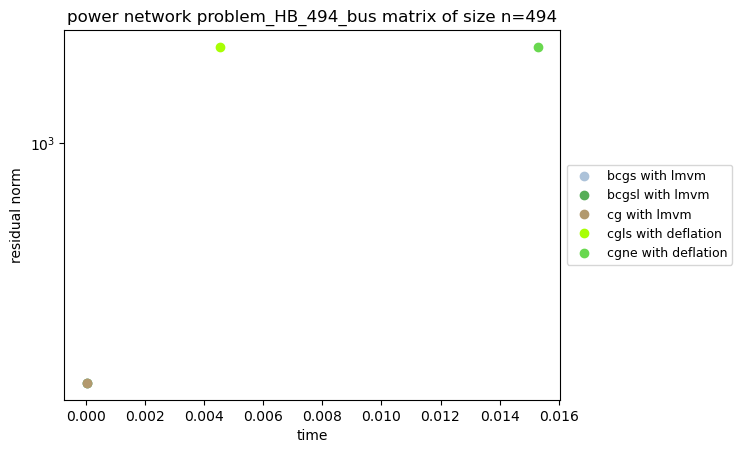 power network problem_HB_494_bus matrix of size n=494
residual norm
10³
0.000 0.002 0.004 0.006 0.008 0.010 0.012 0.014 0.016
time
bcgs with lmvm
bcgsl with lmvm
cg with lmvm
cgls with deflation
cgne with deflation